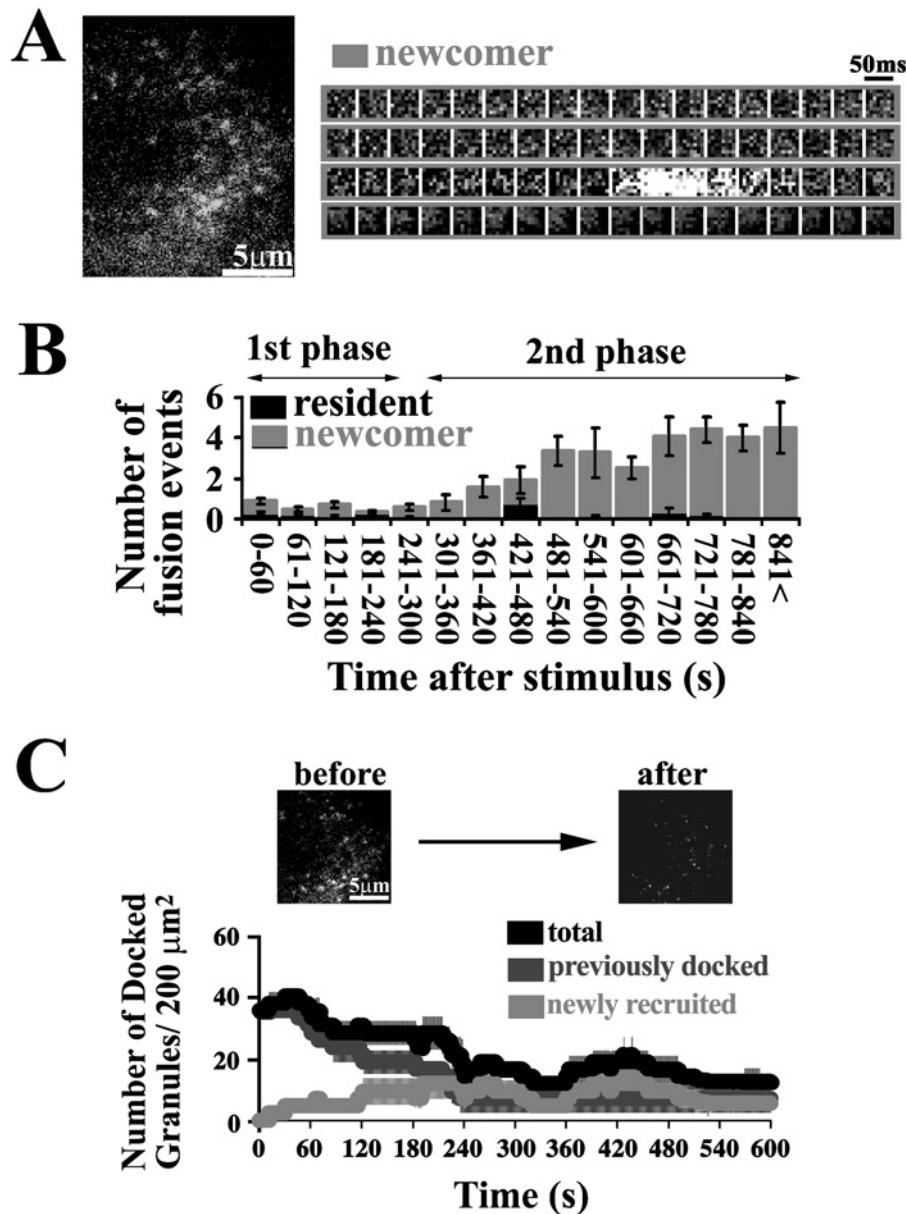 A
newcomer
50ms
5µm
B
1st phase
2nd phase
Number of
fusion events
6
4
2
0
resident
newcomer
0-60
61-120
121-180
181-240
241-300
301-360
361-420
421-480
481-540
541-600
601-660
661-720
721-780
781-840
841<
Time after stimulus (s)
C
before
after
5µm
Number of Docked
Granules/ 200 µm²
60
40
20
0
total
previously docked
newly recruited
0 60 120 180 240 300 360 420 480 540 600
Time (s)